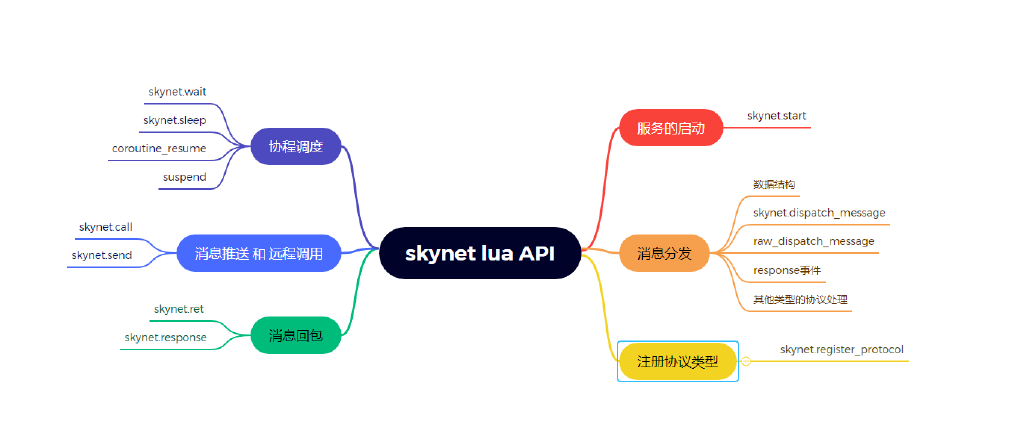 skynet lua API
服务的启动
skynet.start
消息分发
数据结构
skynet.dispatch_message
raw_dispatch_message
response事件
其他类型的协议处理
注册协议类型
skynet.register_protocol
协程调度
skynet.wait
skynet.sleep
coroutine_resume
suspend
消息推送 和 远程调用
skynet.call
skynet.send
消息回包
skynet.ret
skynet.response